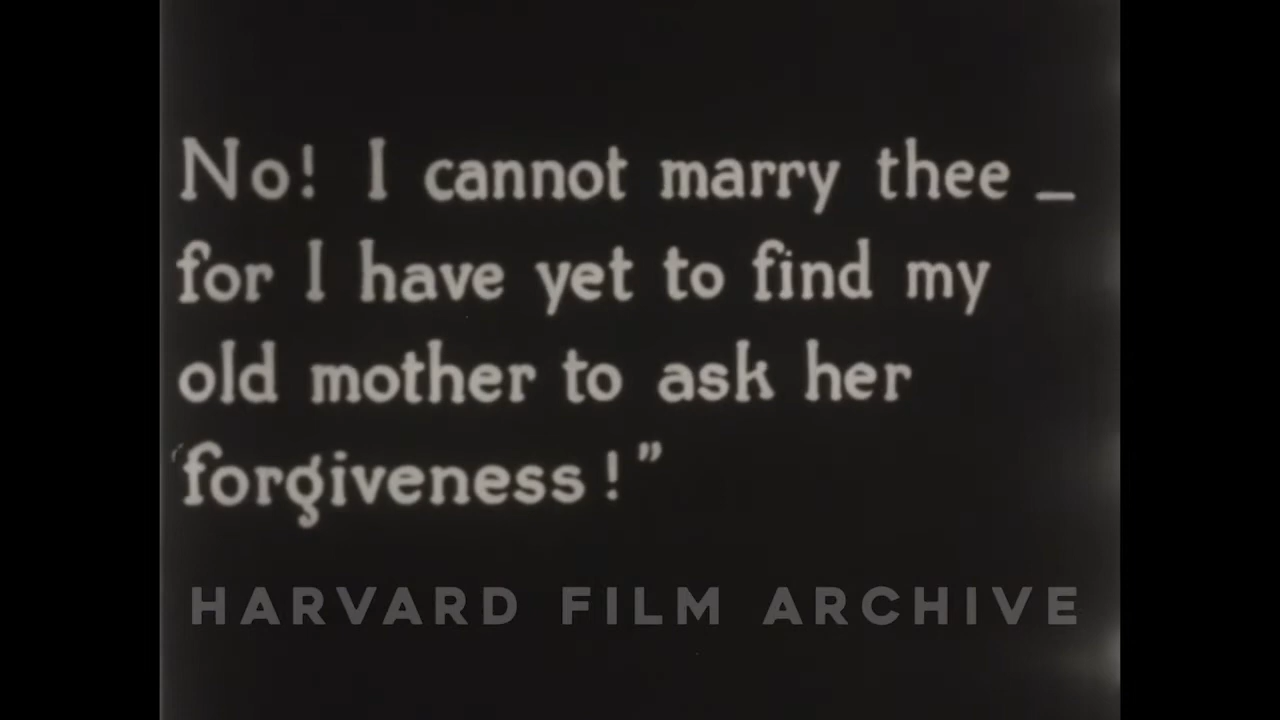 No! I cannot marry thee _
for I have yet to find my
old mother to ask her
forgiveness!”
HARVARD FILM ARCHIVE